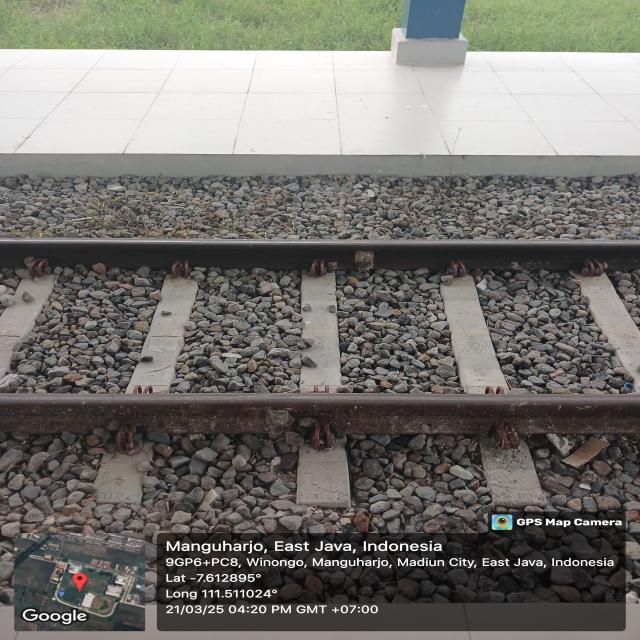 GPS Map Camera
Manguharjo, East Java, Indonesia
9GP6+PC8, Winongo, Manguharjo, Madiun City, East Java, Indonesia
Lat -7.612895°
Long 111.511024°
21/03/25 04:20 PM GMT +07:00
Google